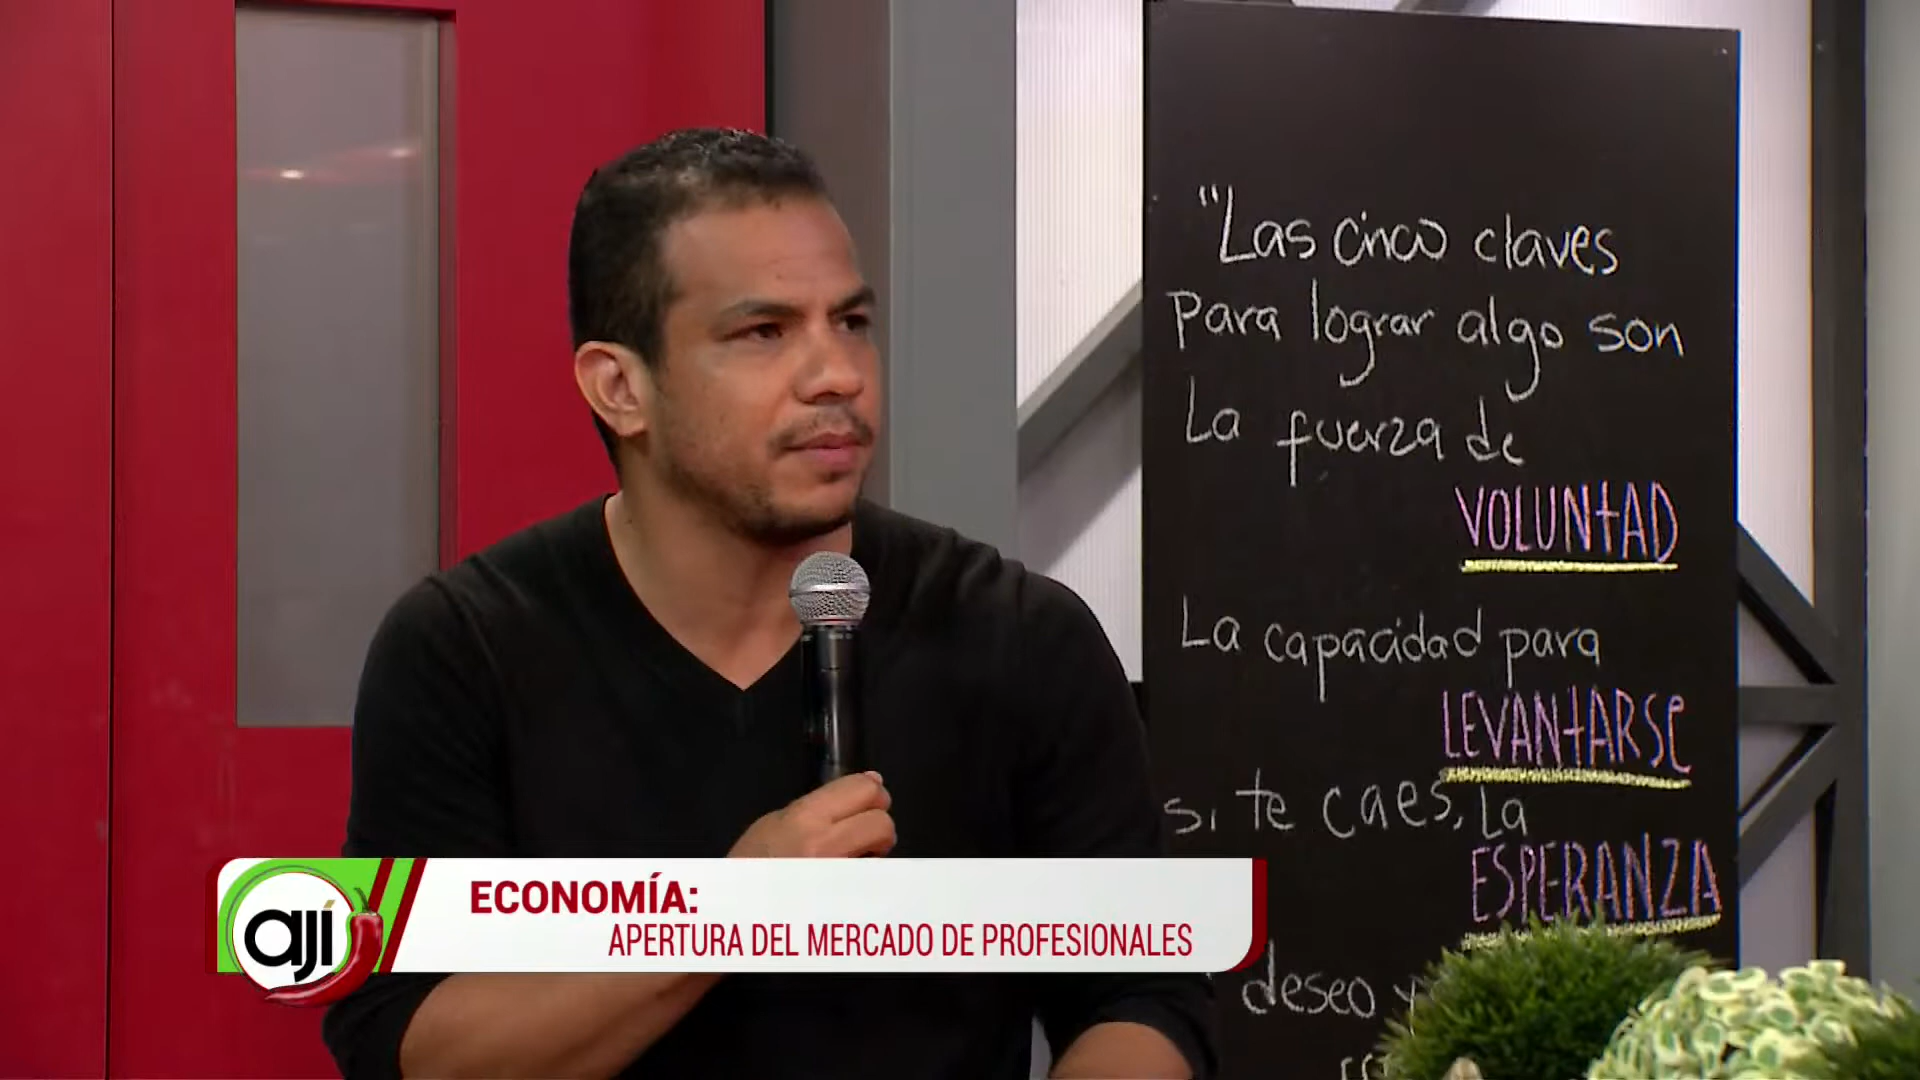 "Las cinco claves
para lograr algo son
La fuerza de
VOLUNTAD
La capacidad para
LEVANTARSE
si te caes, La
ESPERANZA
deseo y
ECONOMÍA:
APERTURA DEL MERCADO DE PROFESIONALES
ají